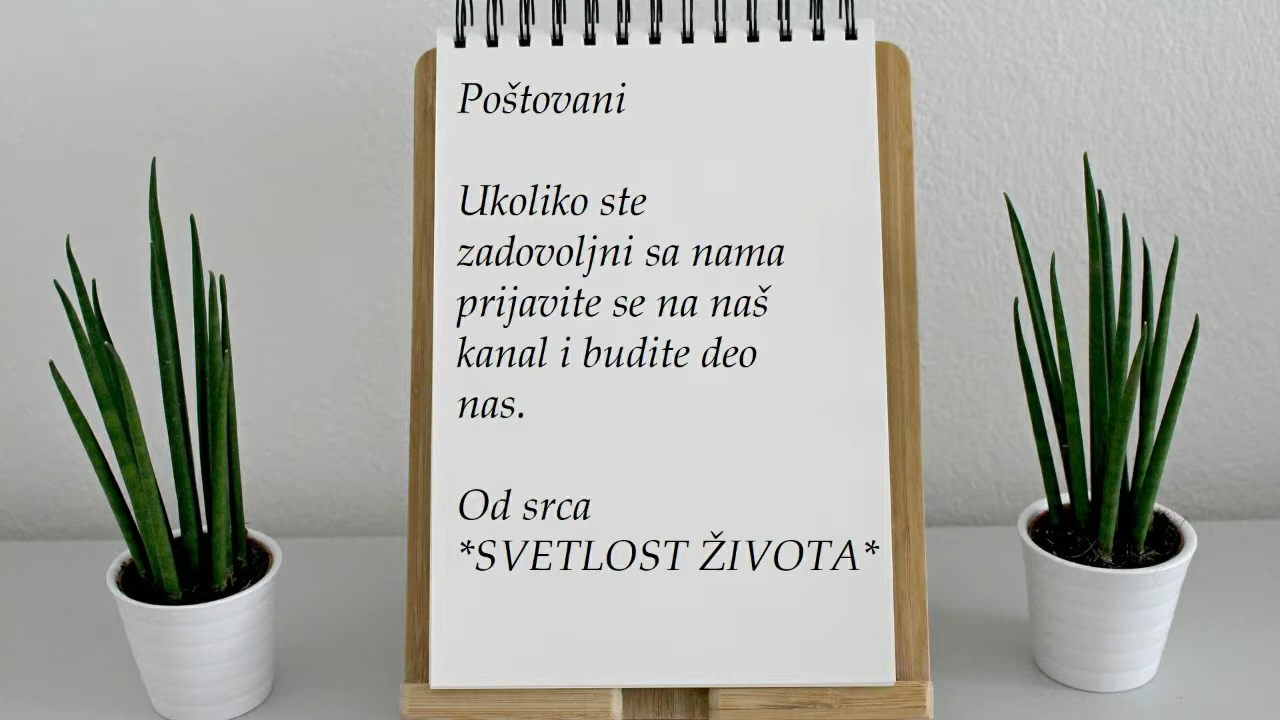 Poštovani
Ukoliko ste
zadovoljni sa nama
prijavite se na naš
kanal i budite deo
nas.
Od srca
*SVETLOST ŽIVOTA*